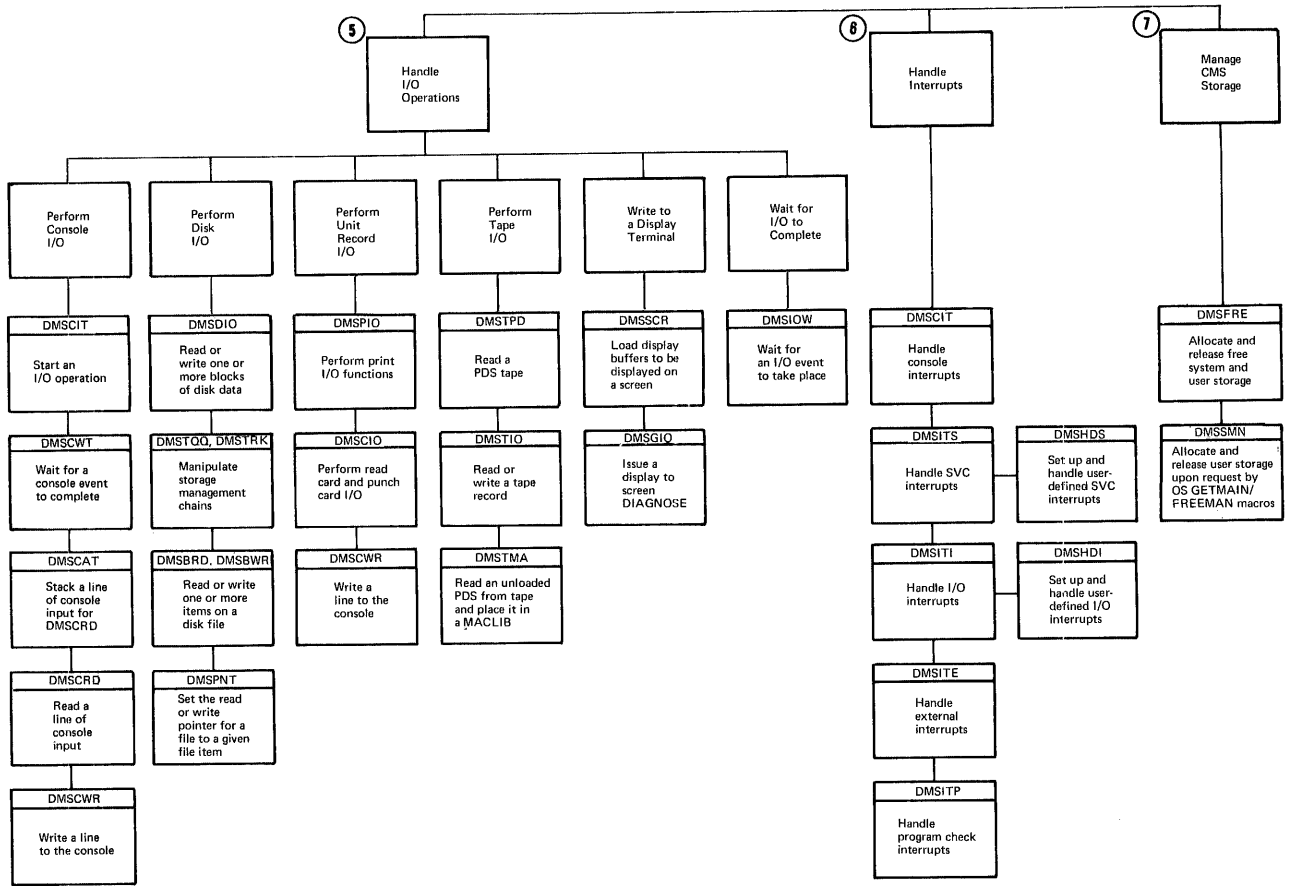 5
Handle
I/O
Operations
6
Handle
Interrupts
7
Manage
CMS
Storage
Perform
Console
I/O
Perform
Disk
I/O
Perform
Unit
Record
I/O
Perform
Tape
I/O
Write to
a Display
Terminal
Wait for
I/O to
Complete
DMSCIT
Start an
I/O operation
DMSDIO
Read or
write one or
more blocks
of disk data
DMSPIO
Perform print
I/O functions
DMSTPD
Read a
PDS tape
DMSSCR
Load display
buffers to be
displayed on
a screen
DMSIOW
Wait for
an I/O event
to take place
DMSCIT
Handle
console
interrupts
DMSFRE
Allocate and
release free
system and
user storage
DMSCWT
Wait for a
console event
to complete
DMSTQQ, DMSTRK
Manipulate
storage
management
chains
DMSCIO
Perform read
card and punch
card I/O
DMSTIO
Read or
write a tape
record
DMSGIO
Issue a
display to
screen
DIAGNOSE
DMSITS
Handle SVC
interrupts
DMSHDS
Set up and
handle user-
defined SVC
interrupts
DMSSMN
Allocate and
release user storage
upon request by
OS GETMAIN/
FREEMAN macros
DMSCAT
Stack a line
of console
input for
DMSCRD
DMSBRD, DMSBWR
Read or write
one or more
items on a
disk file
DMSCWR
Write a
line to the
console
DMSTMA
Read an unloaded
PDS from tape
and place it in
a MACLIB
DMSITI
Handle I/O
interrupts
DMSHDI
Set up and
handle user-
defined I/O
interrupts
DMSCRD
Read a
line of
console
input
DMSPNT
Set the read
or write
pointer for a
file to a given
file item
DMSITE
Handle
external
interrupts
DMSCWR
Write a line
to the console
DMSITP
Handle
program check
interrupts